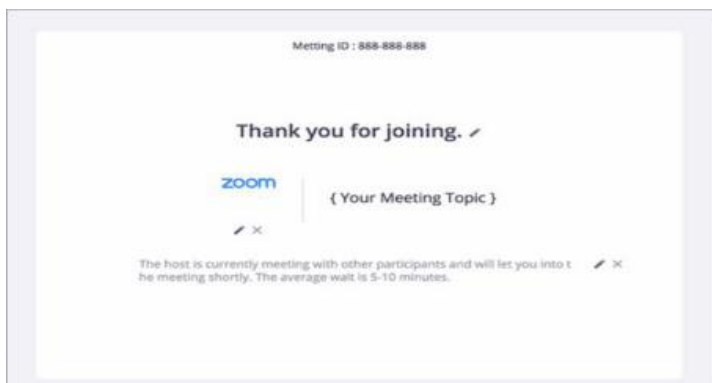 Metting ID : 888-888-888
Thank you for joining.
zoom
{ Your Meeting Topic }
The host is currently meeting with other participants and will let you into t
he meeting shortly. The average wait is 5-10 minutes.